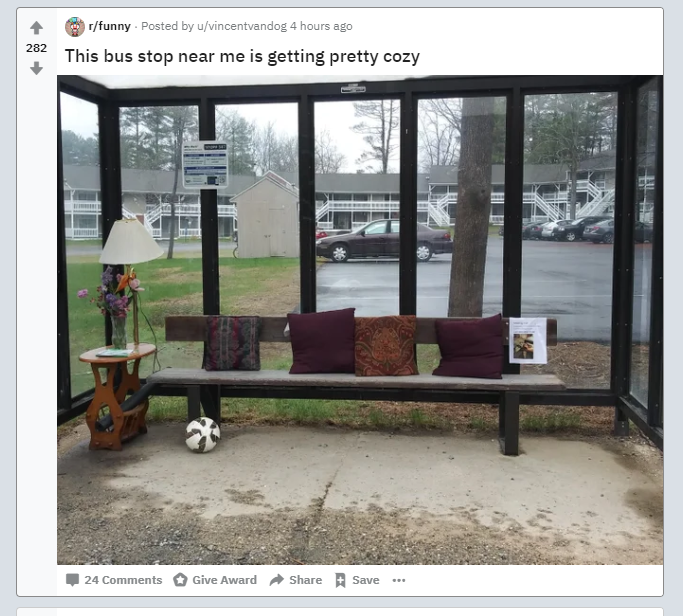 r/funny · Posted by u/vincentvandog 4 hours ago
282
This bus stop near me is getting pretty cozy
24 Comments Give Award Share Save